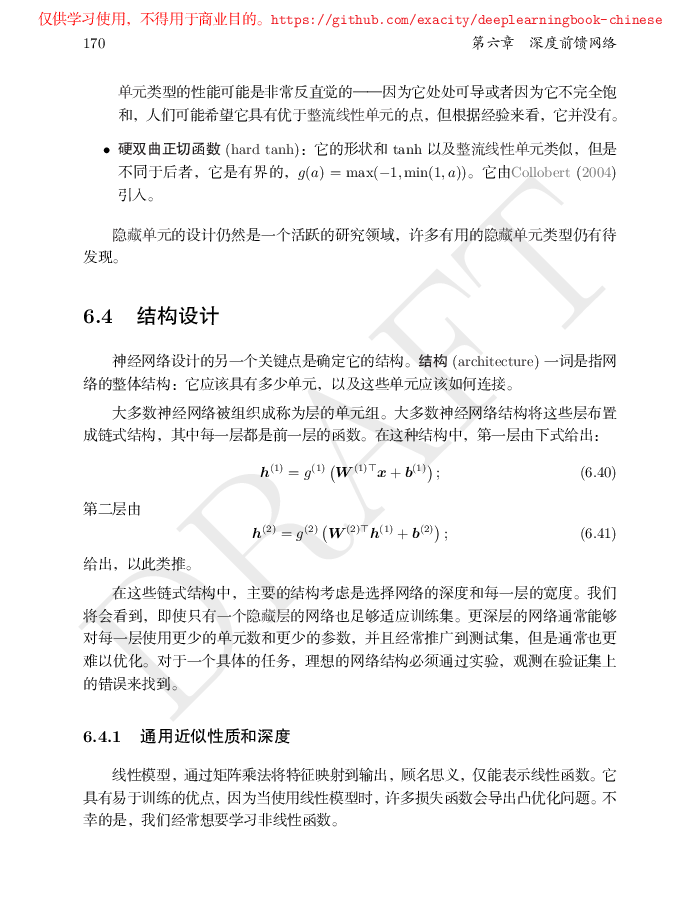 仅供学习使用，不得用于商业目的。https://github.com/exacity/deeplearningbook-chinese
170 第六章 深度前馈网络
单元类型的性能可能是非常反直觉的——因为它处处可导或者因为它不完全饱
和，人们可能希望它具有优于整流线性单元的点，但根据经验来看，它并没有。
• 硬双曲正切函数 (hard tanh)：它的形状和 tanh 以及整流线性单元类似，但是
不同于后者，它是有界的，g(a) = max(−1, min(1, a))。它由Collobert (2004)
引入。
隐藏单元的设计仍然是一个活跃的研究领域，许多有用的隐藏单元类型仍有待
发现。
6.4 结构设计
神经网络设计的另一个关键点是确定它的结构。结构 (architecture) 一词是指网
络的整体结构：它应该具有多少单元，以及这些单元应该如何连接。
大多数神经网络被组织成称为层的单元组。大多数神经网络结构将这些层布置
成链式结构，其中每一层都是前一层的函数。在这种结构中，第一层由下式给出：
h⁽¹⁾ = g⁽¹⁾ (W⁽¹⁾⊤x + b⁽¹⁾) ; (6.40)
第二层由
h⁽²⁾ = g⁽²⁾ (W⁽²⁾⊤h⁽¹⁾ + b⁽²⁾) ; (6.41)
给出，以此类推。
在这些链式结构中，主要的结构考虑是选择网络的深度和每一层的宽度。我们
将会看到，即使只有一个隐藏层的网络也足够适应训练集。更深层的网络通常能够
对每一层使用更少的单元数和更少的参数，并且经常推广到测试集，但是通常也更
难以优化。对于一个具体的任务，理想的网络结构必须通过实验，观测在验证集上
的错误来找到。
6.4.1 通用近似性质和深度
线性模型，通过矩阵乘法将特征映射到输出，顾名思义，仅能表示线性函数。它
具有易于训练的优点，因为当使用线性模型时，许多损失函数会导出凸优化问题。不
幸的是，我们经常想要学习非线性函数。
DRAFT